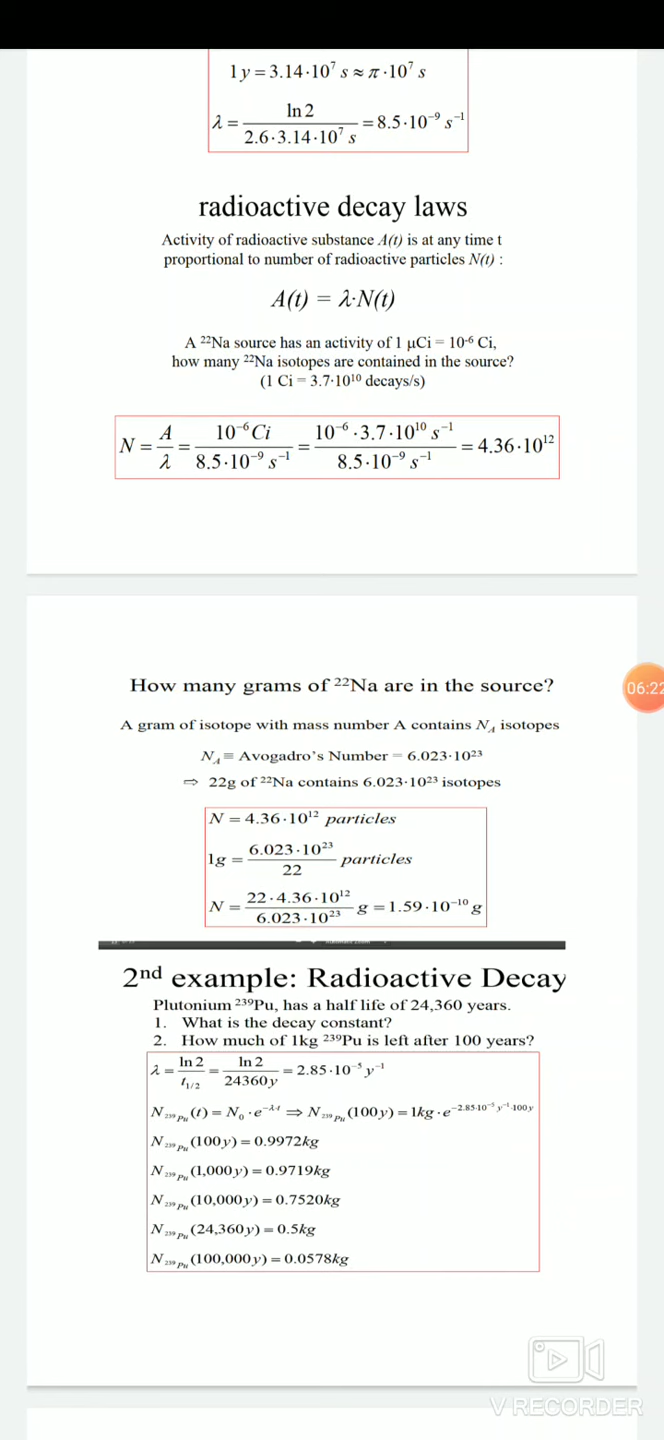 1 y = 3.14·10⁷ s ≈ π·10⁷ s
λ = ln 2 / 2.6·3.14·10⁷ s = 8.5·10⁻⁹ s⁻¹
radioactive decay laws
Activity of radioactive substance A(t) is at any time t
proportional to number of radioactive particles N(t) :
A(t) = λ·N(t)
A ²²Na source has an activity of 1 μCi = 10⁻⁶ Ci,
how many ²²Na isotopes are contained in the source?
(1 Ci = 3.7·10¹⁰ decays/s)
N = A / λ = 10⁻⁶ Ci / 8.5·10⁻⁹ s⁻¹ = 10⁻⁶·3.7·10¹⁰ s⁻¹ / 8.5·10⁻⁹ s⁻¹ = 4.36·10¹²
How many grams of ²²Na are in the source?
06:22
A gram of isotope with mass number A contains N_A isotopes
N_A ≡ Avogadro's Number = 6.023·10²³
⇒ 22g of ²²Na contains 6.023·10²³ isotopes
N = 4.36·10¹² particles
1g = 6.023·10²³ / 22 particles
N = 22·4.36·10¹² / 6.023·10²³ g = 1.59·10⁻¹⁰ g
2nd example: Radioactive Decay
Plutonium ²³⁹Pu, has a half life of 24,360 years.
1. What is the decay constant?
2. How much of 1kg ²³⁹Pu is left after 100 years?
λ = ln 2 / t₁/₂ = ln 2 / 24360 y = 2.85·10⁻⁵ y⁻¹
N ²³⁹Pu (t) = N₀·e^−λ·t ⇒ N ²³⁹Pu (100y) = 1kg·e^−2.85·10⁻⁵ y⁻¹·100y
N ²³⁹Pu (100y) = 0.9972kg
N ²³⁹Pu (1,000y) = 0.9719kg
N ²³⁹Pu (10,000y) = 0.7520kg
N ²³⁹Pu (24,360y) = 0.5kg
N ²³⁹Pu (100,000y) = 0.0578kg
V RECORDER